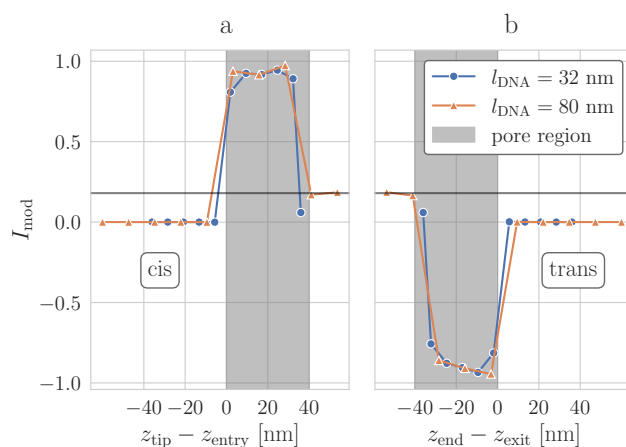 a
b
1.0
0.5
0.0
−0.5
−1.0
I_mod
cis
trans
l_DNA = 32 nm
l_DNA = 80 nm
pore region
−40 −20 0 20 40
−40 −20 0 20 40
z_tip − z_entry [nm]
z_end − z_exit [nm]